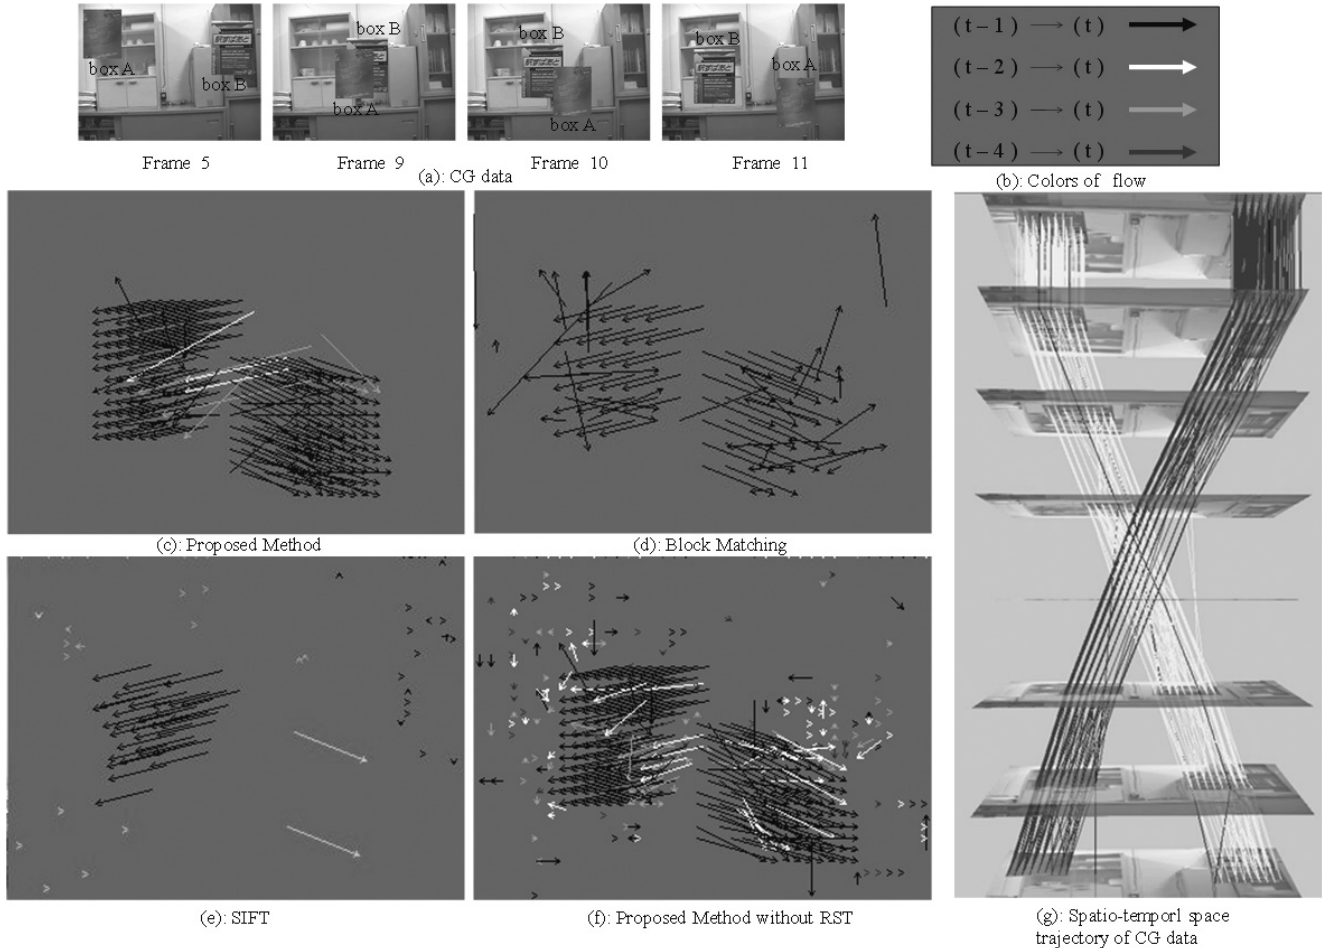 box A
box B
box B
box A
box B
box A
box B
box A
Frame 5
Frame 9
Frame 10
Frame 11
(a): CG data
(t-1) → (t)
(t-2) → (t)
(t-3) → (t)
(t-4) → (t)
(b): Colors of flow
(c): Proposed Method
(d): Block Matching
(e): SIFT
(f): Proposed Method without RST
(g): Spatio-temporl space
trajectory of CG data